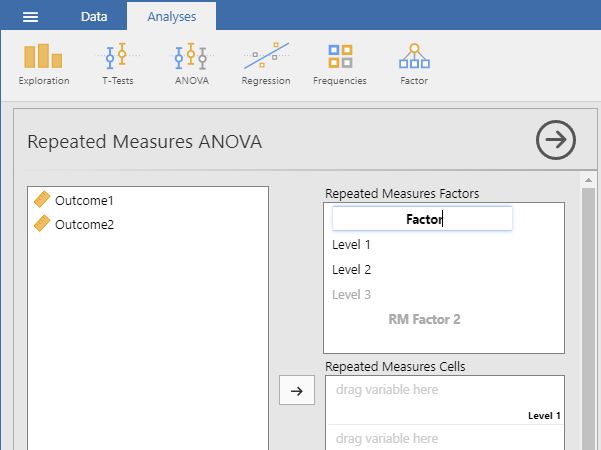 Data Analyses
Exploration T-Tests ANOVA Regression Frequencies Factor
Repeated Measures ANOVA
Outcome1
Outcome2
Repeated Measures Factors
Factor
Level 1
Level 2
Level 3
RM Factor 2
Repeated Measures Cells
drag variable here
Level 1
drag variable here